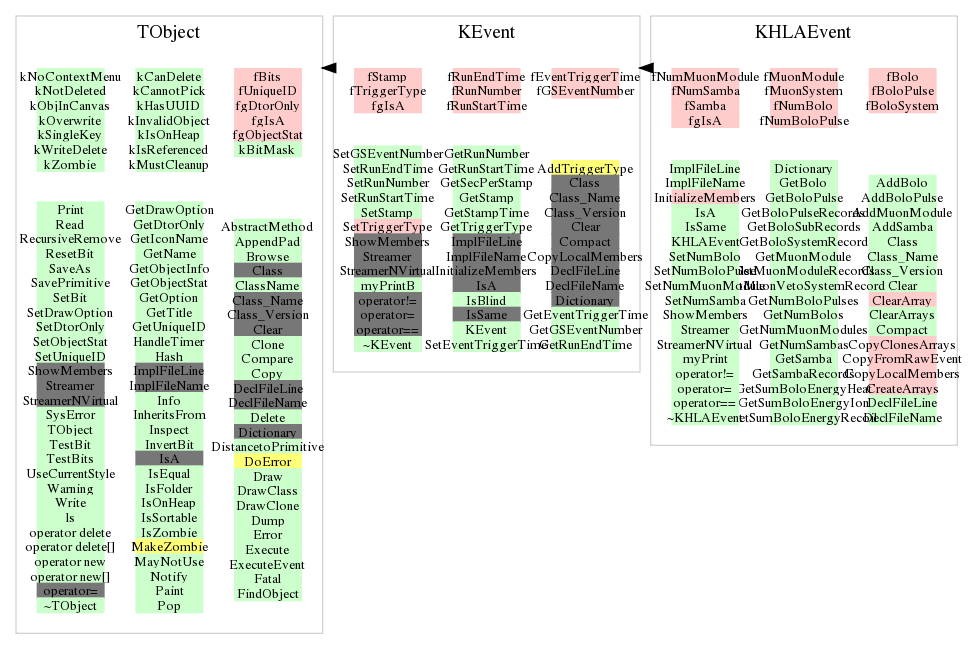 TObject
kNoContextMenu
kNotDeleted
kObjInCanvas
kOverwrite
kSingleKey
kWriteDelete
kZombie
kCanDelete
kCannotPick
kHasUUID
kInvalidObject
kIsOnHeap
kIsReferenced
kMustCleanup
fBits
fUniqueID
fgDtorOnly
fgIsA
fgObjectStat
kBitMask
Print
Read
RecursiveRemove
ResetBit
SaveAs
SavePrimitive
SetBit
SetDrawOption
SetDtorOnly
SetObjectStat
SetUniqueID
ShowMembers
Streamer
StreamerNVirtual
SysError
TObject
TestBit
TestBits
UseCurrentStyle
Warning
Write
ls
operator delete
operator delete[]
operator new
operator new[]
operator=
~TObject
GetDrawOption
GetDtorOnly
GetIconName
GetName
GetObjectInfo
GetObjectStat
GetOption
GetTitle
GetUniqueID
HandleTimer
Hash
ImplFileLine
ImplFileName
Info
InheritsFrom
Inspect
InvertBit
IsA
IsEqual
IsFolder
IsOnHeap
IsSortable
IsZombie
MakeZombie
MayNotUse
Notify
Paint
Pop
AbstractMethod
AppendPad
Browse
Class
ClassName
Class_Name
Class_Version
Clear
Clone
Compare
Copy
DeclFileLine
DeclFileName
Delete
Dictionary
DistancetoPrimitive
DoError
Draw
DrawClass
DrawClone
Dump
Error
Execute
ExecuteEvent
Fatal
FindObject
KEvent
fStamp
fTriggerType
fgIsA
fRunEndTime
fRunNumber
fRunStartTime
fEventTriggerTime
fGSEventNumber
SetGSEventNumber
SetRunEndTime
SetRunNumber
SetRunStartTime
SetStamp
SetTriggerType
ShowMembers
Streamer
StreamerNVirtual
myPrintB
operator!=
operator=
operator==
~KEvent
GetRunNumber
GetRunStartTime
GetSecPerStamp
GetStamp
GetStampTime
GetTriggerType
ImplFileLine
ImplFileName
InitializeMembers
IsA
IsBlind
IsSame
KEvent
SetEventTriggerTime
AddTriggerType
Class
Class_Name
Class_Version
Clear
Compact
CopyLocalMembers
DeclFileLine
DeclFileName
Dictionary
GetEventTriggerTime
GetGSEventNumber
GetRunEndTime
KHLAEvent
fNumMuonModule
fNumSamba
fSamba
fgIsA
fMuonModule
fMuonSystem
fNumBolo
fNumBoloPulse
fBolo
fBoloPulse
fBoloSystem
ImplFileLine
ImplFileName
InitializeMembers
IsA
IsSame
KHLAEvent
SetNumBolo
SetNumBoloPulse
SetNumMuonModule
SetNumSamba
ShowMembers
Streamer
StreamerNVirtual
myPrint
operator!=
operator=
operator==
~KHLAEvent
Dictionary
GetBolo
GetBoloPulse
GetBoloPulseRecords
GetBoloSubRecords
GetBoloSystemRecord
GetMuonModule
GetMuonModuleRecords
GetMuonVetoSystemRecord
GetNumBoloPulses
GetNumBolos
GetNumMuonModules
GetNumSambas
GetSamba
GetSambaRecords
GetSumBoloEnergyHeat
GetSumBoloEnergyIon
GetSumBoloEnergyRecoil
AddBolo
AddBoloPulse
AddMuonModule
AddSamba
Class
Class_Name
Class_Version
Clear
ClearArray
ClearArrays
Compact
CopyClonesArrays
CopyFromRawEvent
CopyLocalMembers
CreateArrays
DeclFileLine
DeclFileName